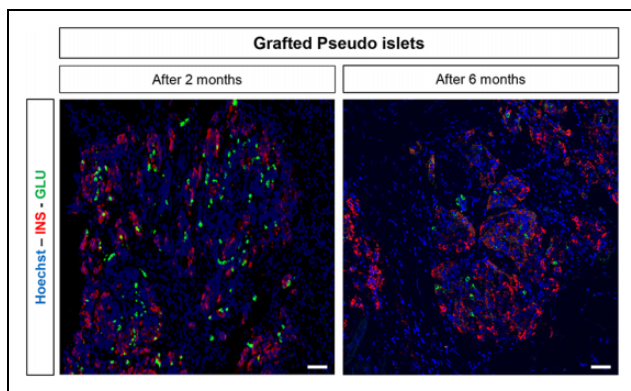 Grafted Pseudo islets
After 2 months
After 6 months
Hoechst – INS - GLU